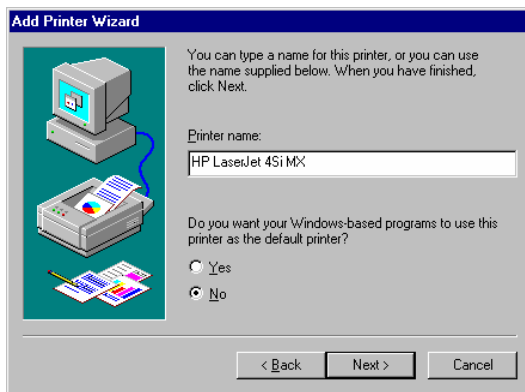 Add Printer Wizard
You can type a name for this printer, or you can use
the name supplied below. When you have finished,
click Next.
Printer name:
HP LaserJet 4Si MX
Do you want your Windows-based programs to use this
printer as the default printer?
Yes
No
< Back
Next >
Cancel